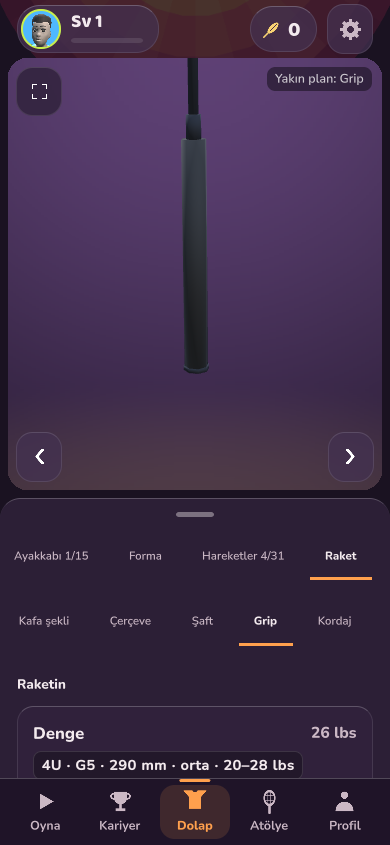 Sv 1
0
Yakın plan: Grip
Ayakkabı 1/15 Forma Hareketler 4/31 Raket
Kafa şekli Çerçeve Şaft Grip Kordaj
Raketin
Denge 26 lbs
4U · G5 · 290 mm · orta · 20–28 lbs
Oyna Kariyer Dolap Atölye Profil